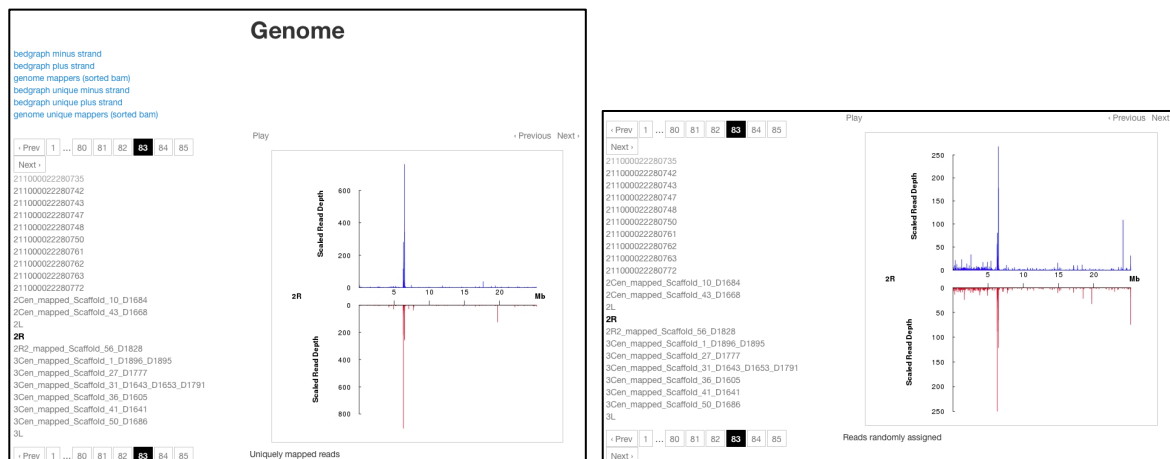 Genome
bedgraph minus strand
bedgraph plus strand
genome mappers (sorted bam)
bedgraph unique minus strand
bedgraph unique plus strand
genome unique mappers (sorted bam)
‹ Prev 1 ... 80 81 82 83 84 85
Next ›
211000022280735
211000022280742
211000022280743
211000022280747
211000022280748
211000022280750
211000022280761
211000022280762
211000022280763
211000022280772
2Cen_mapped_Scaffold_10_D1684
2Cen_mapped_Scaffold_43_D1668
2L
2R
2R2_mapped_Scaffold_56_D1828
3Cen_mapped_Scaffold_1_D1896_D1895
3Cen_mapped_Scaffold_27_D1777
3Cen_mapped_Scaffold_31_D1643_D1653_D1791
3Cen_mapped_Scaffold_36_D1605
3Cen_mapped_Scaffold_41_D1641
3Cen_mapped_Scaffold_50_D1686
3L
‹ Prev 1 ... 80 81 82 83 84 85
Play
‹ Previous Next ›
Scaled Read Depth
600
400
200
0
5 10 15 20
Mb
2R
0
200
400
600
800
Scaled Read Depth
Uniquely mapped reads
‹ Prev 1 ... 80 81 82 83 84 85
Next ›
211000022280735
211000022280742
211000022280743
211000022280747
211000022280748
211000022280750
211000022280761
211000022280762
211000022280763
211000022280772
2Cen_mapped_Scaffold_10_D1684
2Cen_mapped_Scaffold_43_D1668
2L
2R
2R2_mapped_Scaffold_56_D1828
3Cen_mapped_Scaffold_1_D1896_D1895
3Cen_mapped_Scaffold_27_D1777
3Cen_mapped_Scaffold_31_D1643_D1653_D1791
3Cen_mapped_Scaffold_36_D1605
3Cen_mapped_Scaffold_41_D1641
3Cen_mapped_Scaffold_50_D1686
3L
‹ Prev 1 ... 80 81 82 83 84 85
Next ›
Play
‹ Previous Next ›
Scaled Read Depth
250
200
150
100
50
0
5 10 15 20
Mb
2R
0
50
100
150
200
250
Scaled Read Depth
Reads randomly assigned